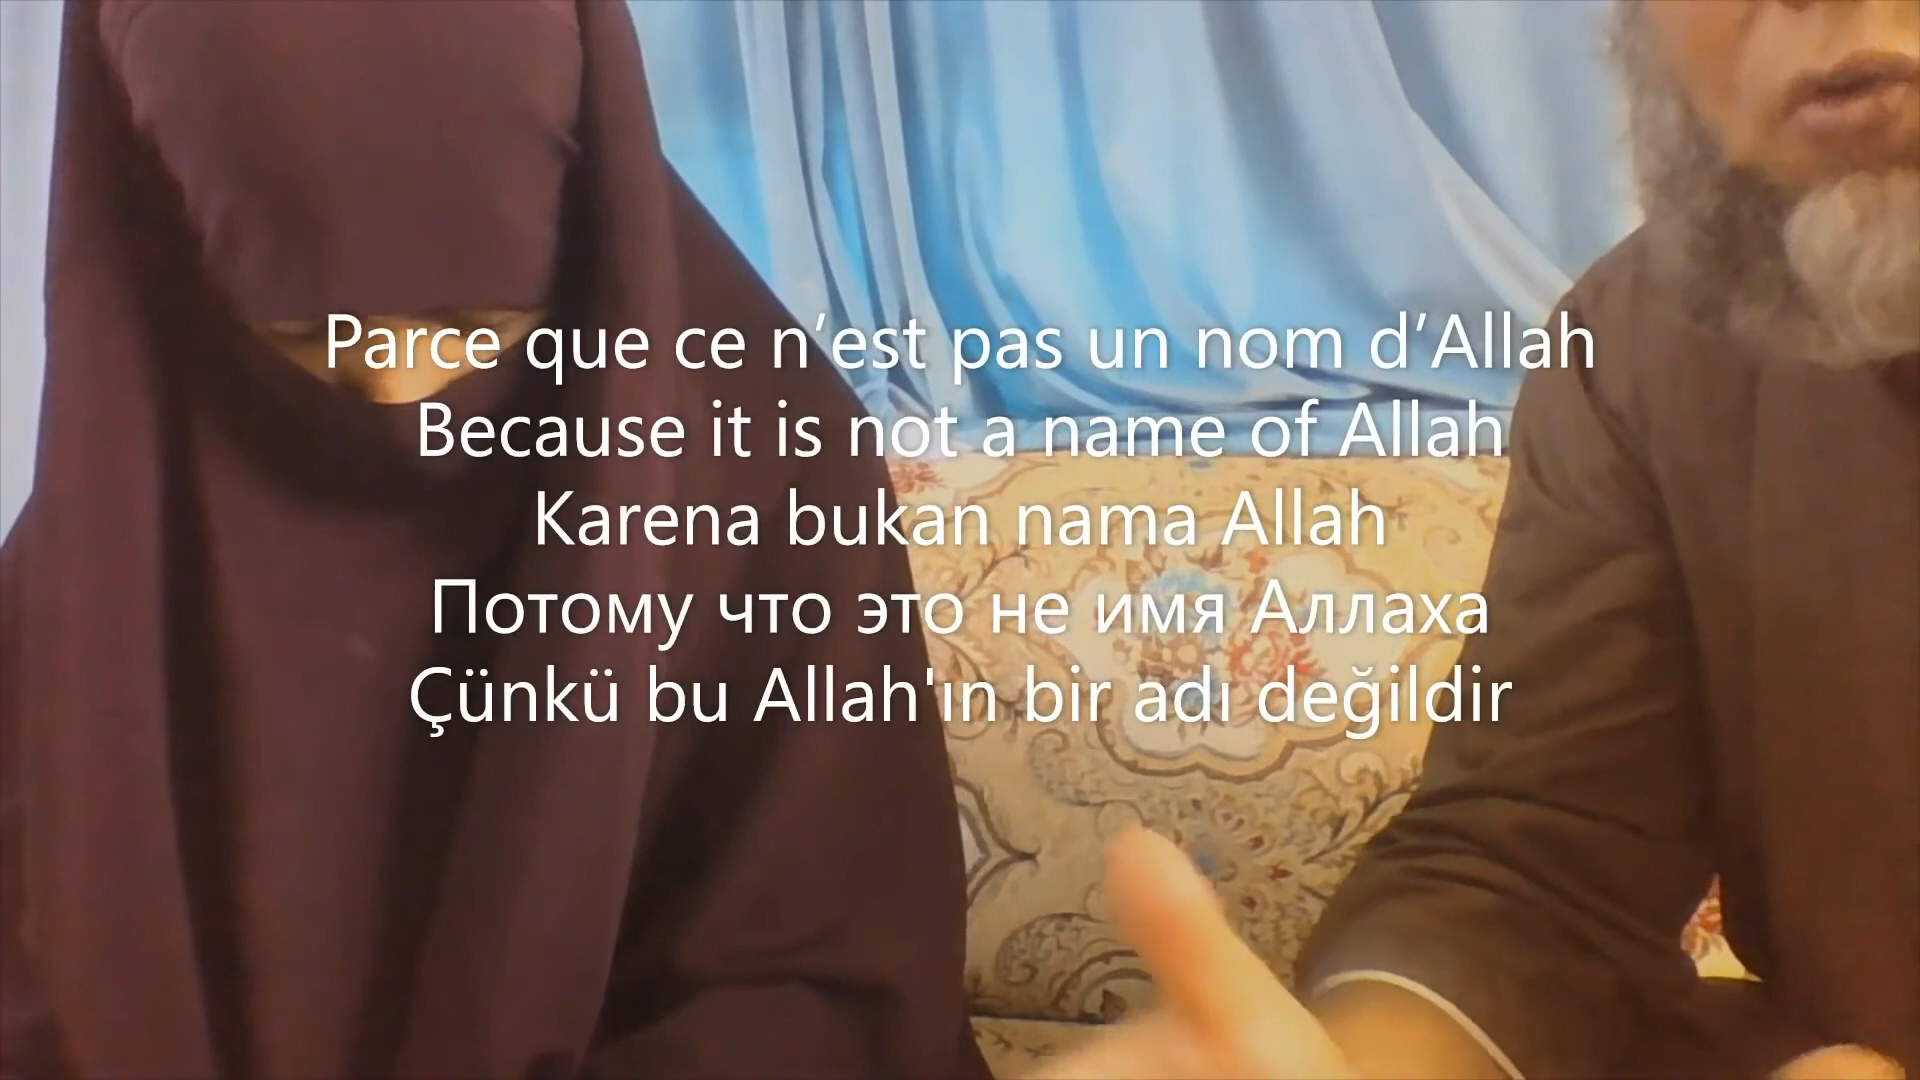 Parce que ce n’est pas un nom d’Allah
Because it is not a name of Allah
Karena bukan nama Allah
Потому что это не имя Аллаха
Çünkü bu Allah'ın bir adı değildir